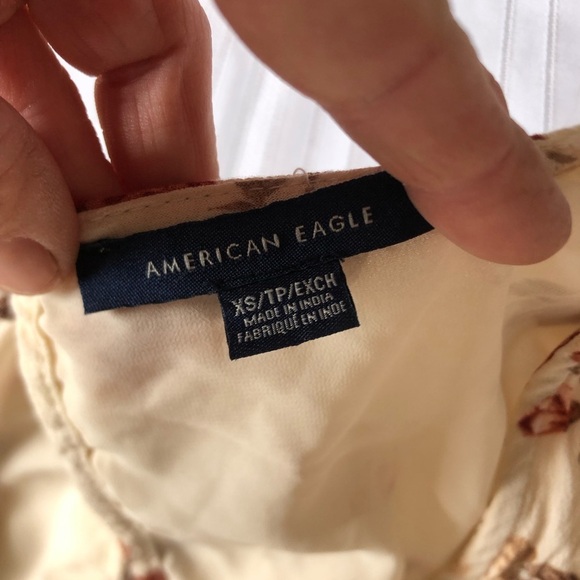 AMERICAN EAGLE
XS/TP/EXCH
MADE IN INDIA
FABRIQUÉ EN INDE